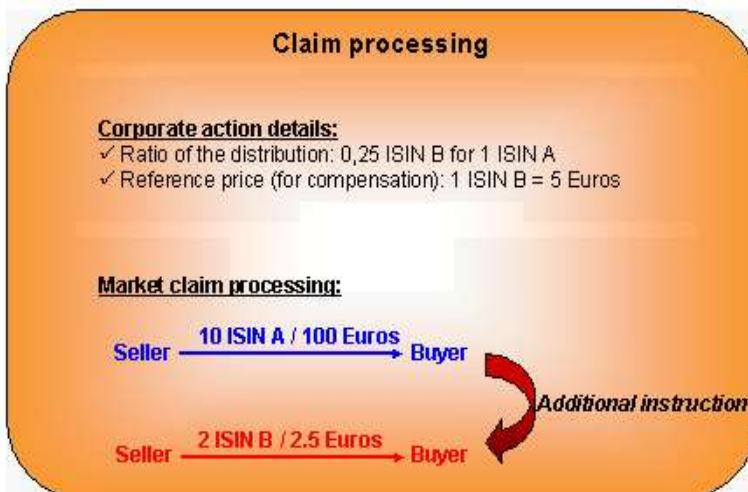 Claim processing
Corporate action details:
✓ Ratio of the distribution: 0,25 ISIN B for 1 ISIN A
✓ Reference price (for compensation): 1 ISIN B = 5 Euros
Market claim processing:
10 ISIN A / 100 Euros
Seller Buyer
Additional instruction
2 ISIN B / 2.5 Euros
Seller Buyer